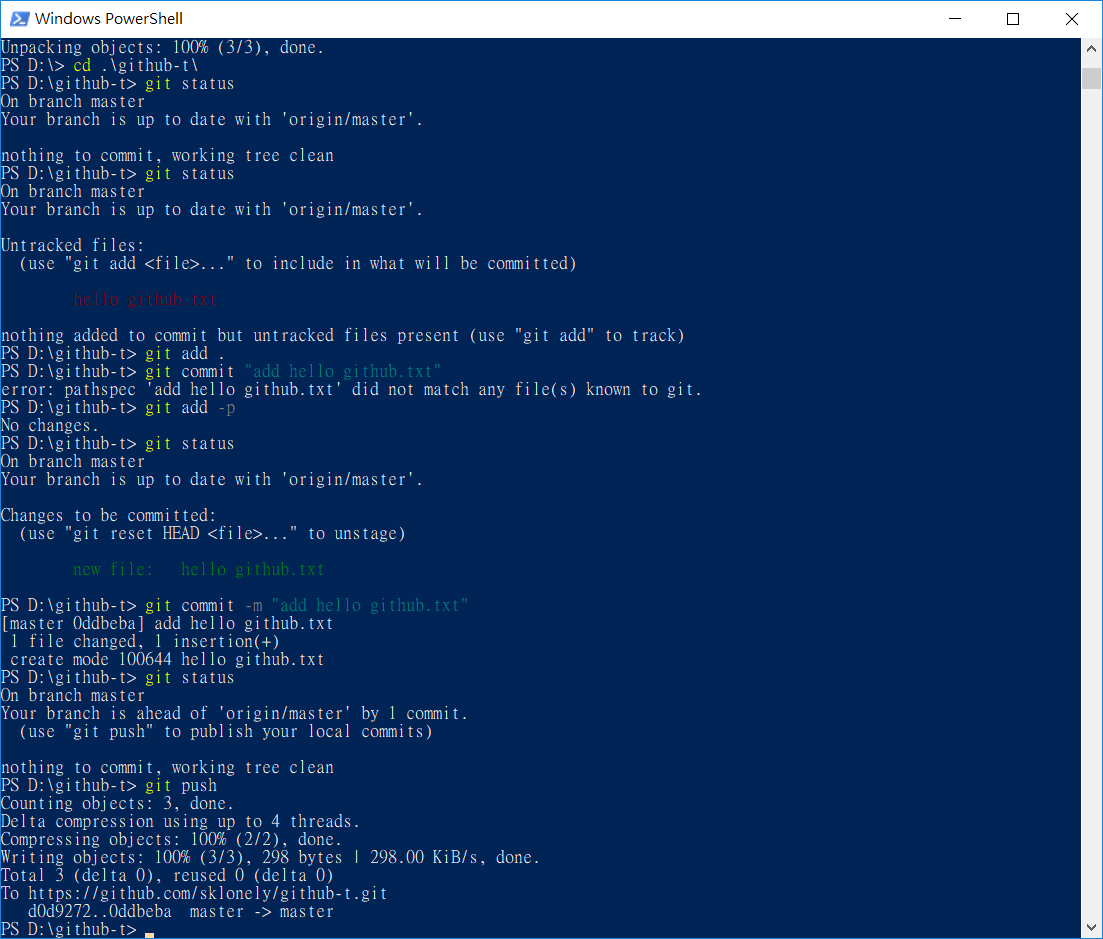 Windows PowerShell
Unpacking objects: 100% (3/3), done.
PS D:\> cd .\github-t\
PS D:\github-t> git status
On branch master
Your branch is up to date with 'origin/master'.
nothing to commit, working tree clean
PS D:\github-t> git status
On branch master
Your branch is up to date with 'origin/master'.
Untracked files:
  (use "git add <file>..." to include in what will be committed)
        hello github.txt
nothing added to commit but untracked files present (use "git add" to track)
PS D:\github-t> git add .
PS D:\github-t> git commit "add hello github.txt"
error: pathspec 'add hello github.txt' did not match any file(s) known to git.
PS D:\github-t> git add -p
No changes.
PS D:\github-t> git status
On branch master
Your branch is up to date with 'origin/master'.
Changes to be committed:
  (use "git reset HEAD <file>..." to unstage)
        new file:   hello github.txt
PS D:\github-t> git commit -m "add hello github.txt"
[master 0ddbeba] add hello github.txt
 1 file changed, 1 insertion(+)
 create mode 100644 hello github.txt
PS D:\github-t> git status
On branch master
Your branch is ahead of 'origin/master' by 1 commit.
  (use "git push" to publish your local commits)
nothing to commit, working tree clean
PS D:\github-t> git push
Counting objects: 3, done.
Delta compression using up to 4 threads.
Compressing objects: 100% (2/2), done.
Writing objects: 100% (3/3), 298 bytes | 298.00 KiB/s, done.
Total 3 (delta 0), reused 0 (delta 0)
To https://github.com/sklonely/github-t.git
   d0d9272..0ddbeba  master -> master
PS D:\github-t>